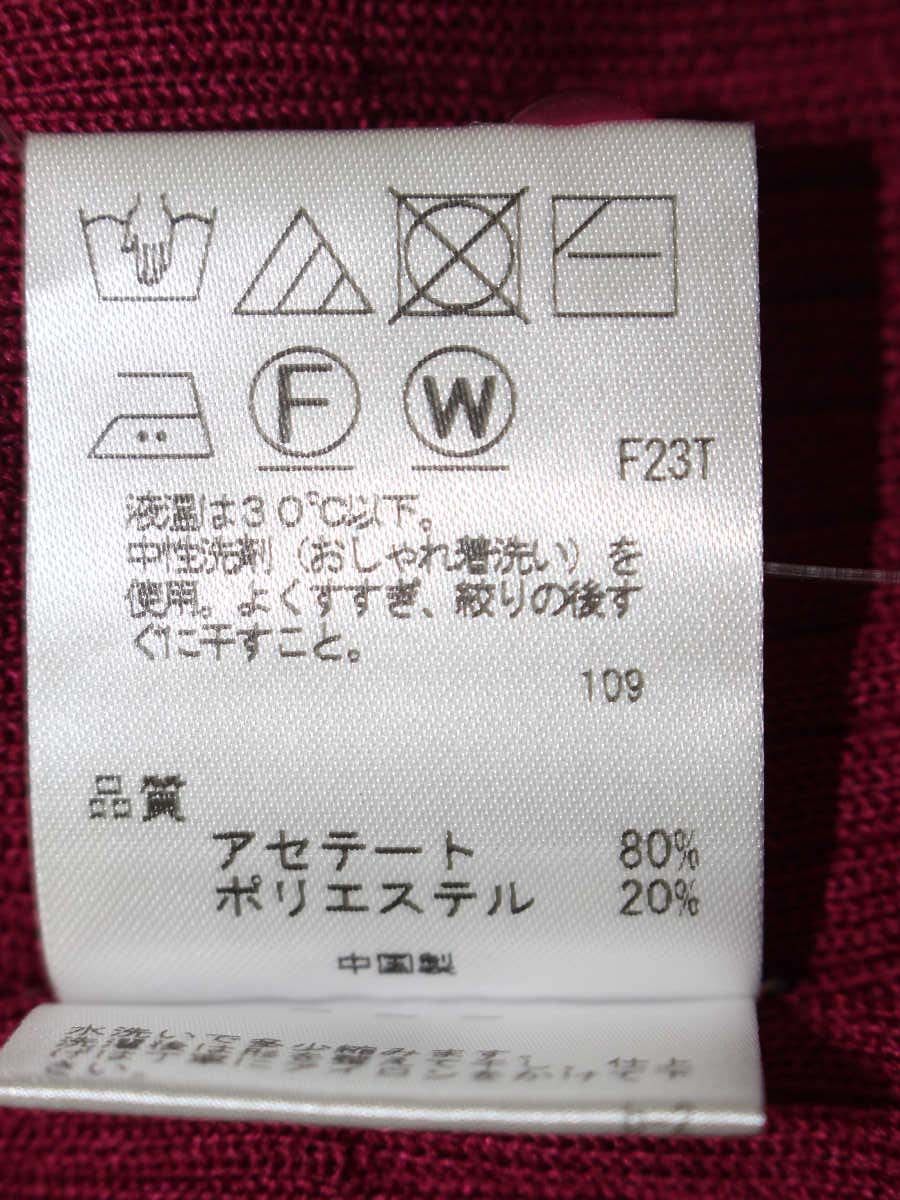 F
W
F23T
液温は30℃以下。
中性洗剤（おしゃれ着洗い）を
使用。よくすすぎ、絞りの後す
ぐに干すこと。
109
品質
アセテート 80%
ポリエステル 20%
中国製
水洗い